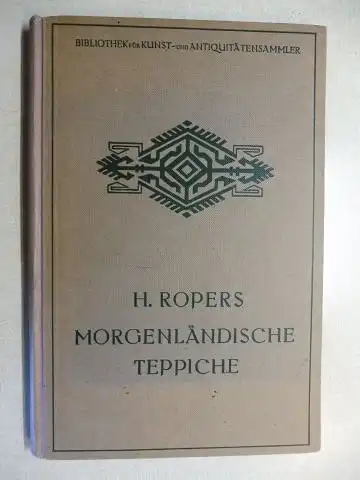 BIBLIOTHEK FÜR KUNST- UND ANTIQUITÄTENSAMMLER
H. ROPERS
MORGENLÄNDISCHE
TEPPICHE